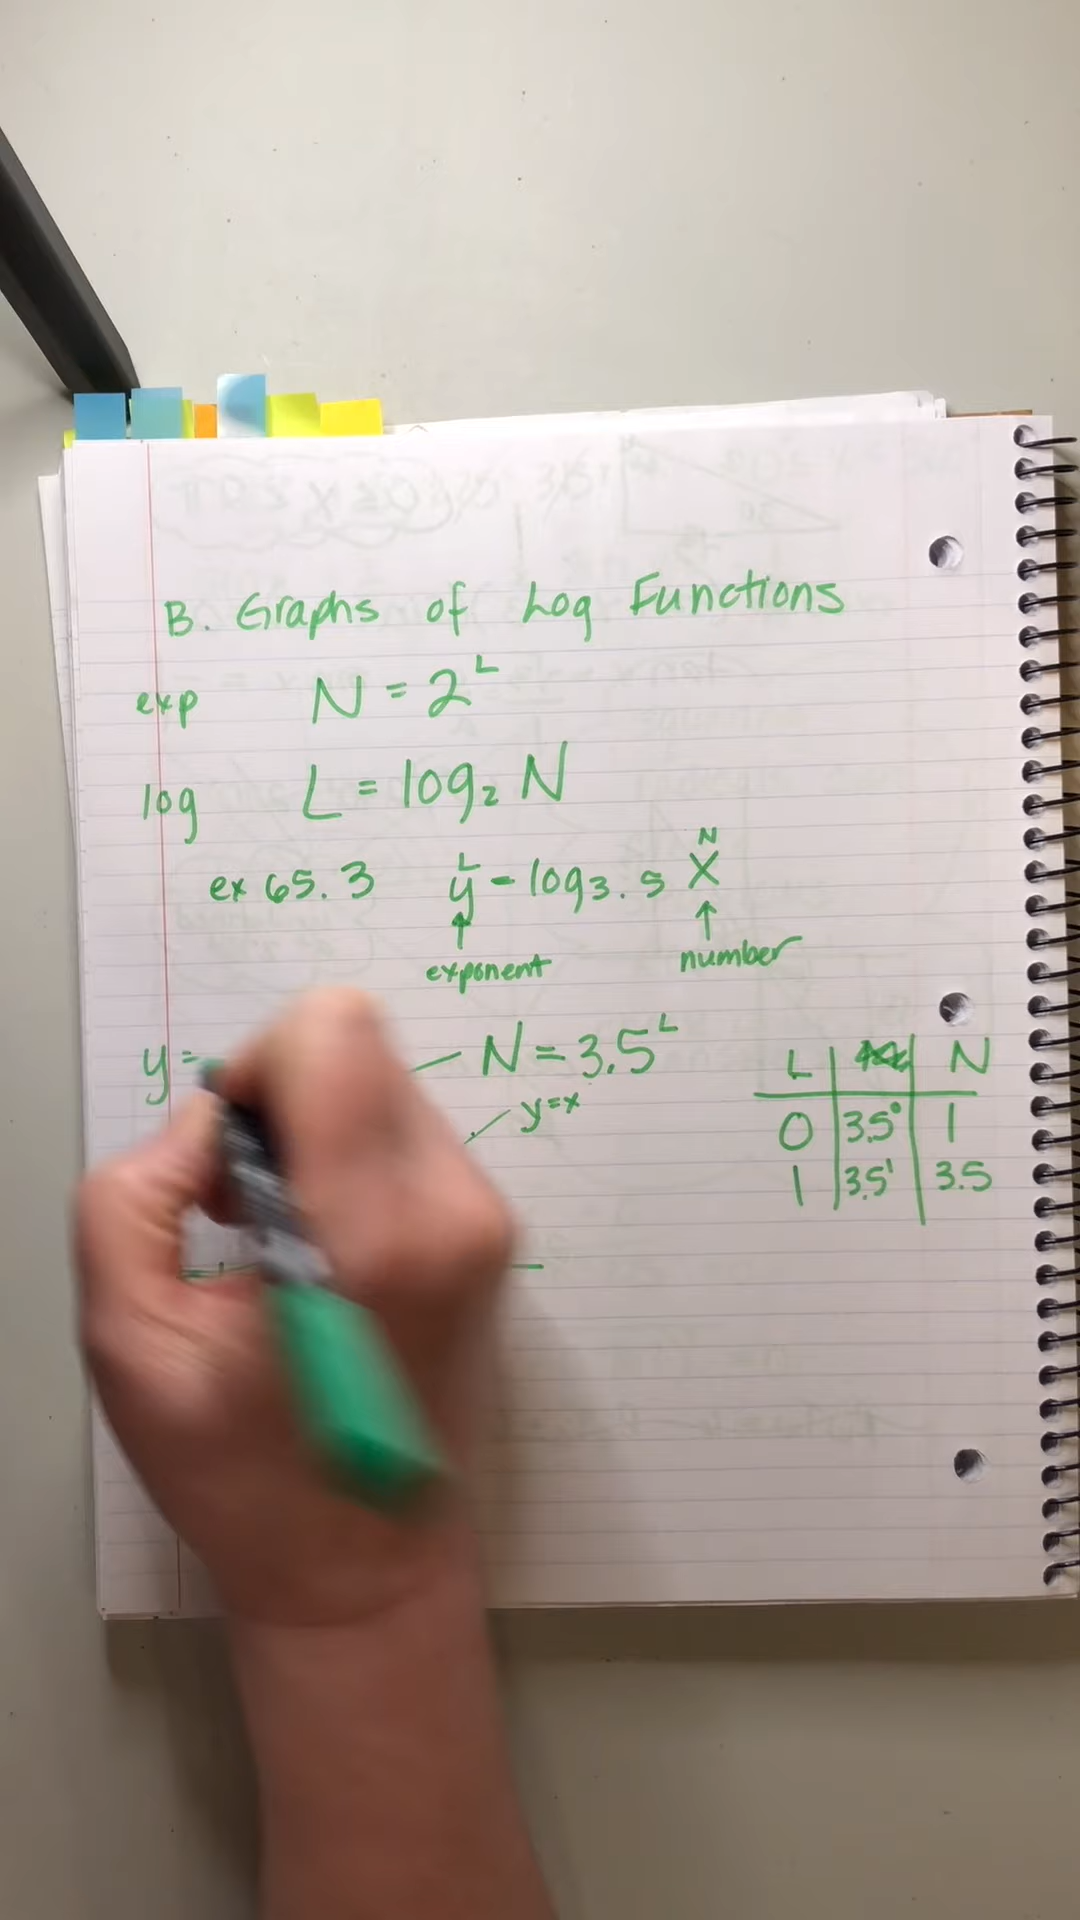 B. Graphs of Log Functions
exp N = 2^L
log L = log₂ N
L N
ex 65.3 y = log3.5 X
↑ ↑
exponent number
y = N = 3.5^L
y=x
L N
0 3.5⁰ 1
1 3.5¹ 3.5